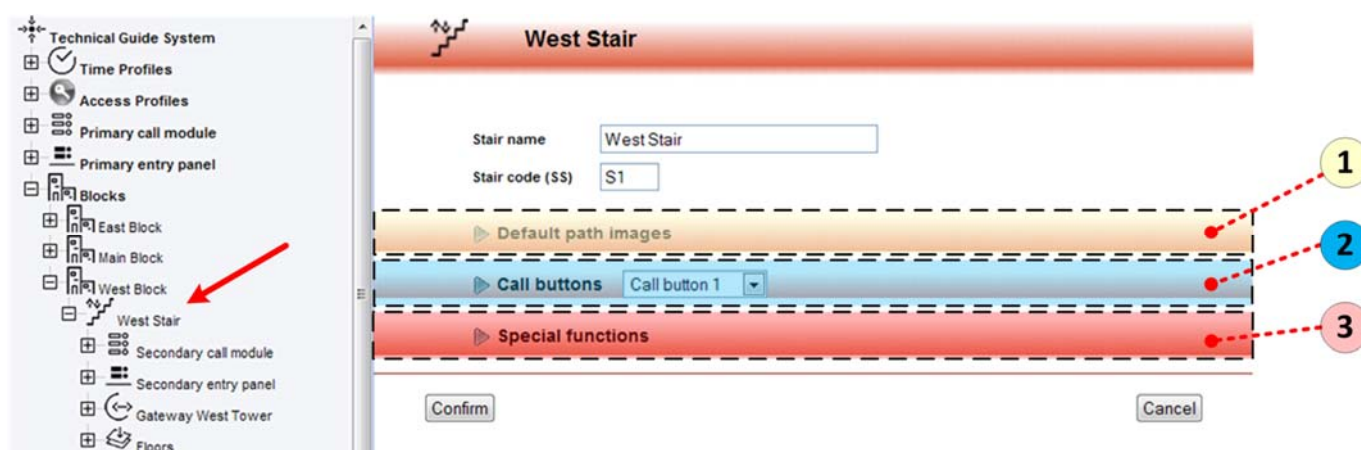 Technical Guide System
Time Profiles
Access Profiles
Primary call module
Primary entry panel
Blocks
East Block
Main Block
West Block
West Stair
Secondary call module
Secondary entry panel
Gateway West Tower
Floors
West Stair
Stair name West Stair
Stair code (SS) S1
Default path images
Call buttons Call button 1
Special functions
Confirm Cancel
1
2
3